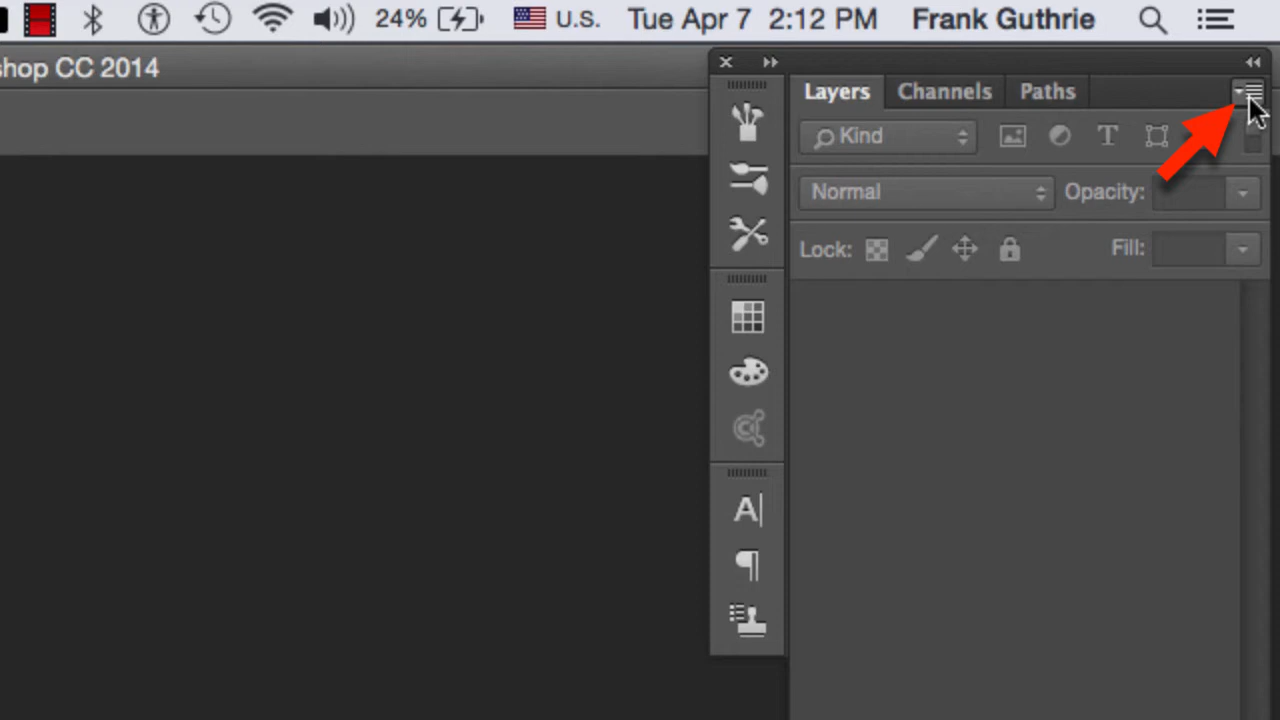 24% U.S. Tue Apr 7 2:12 PM Frank Guthrie
shop CC 2014
Layers Channels Paths
Kind T
Normal Opacity:
Lock: Fill:
A